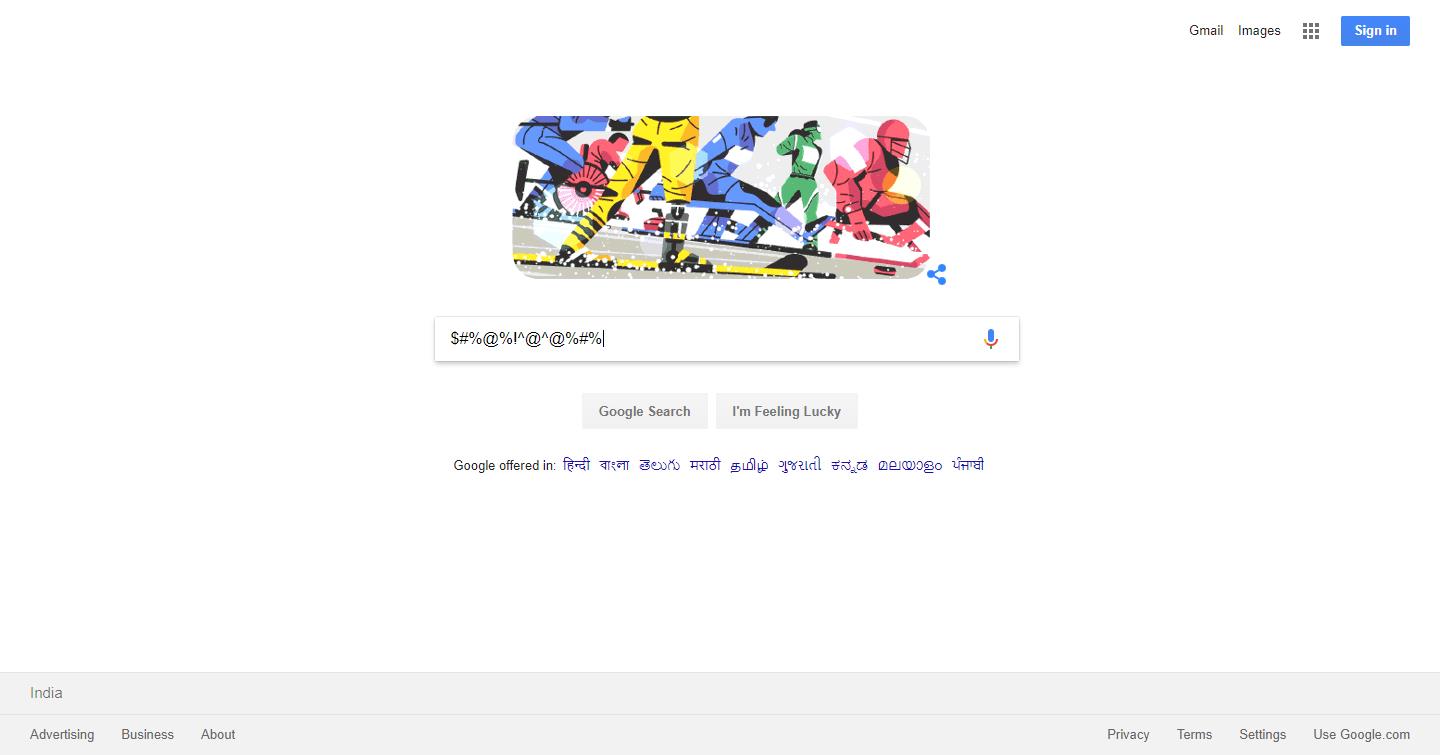 Gmail Images Sign in
$#%@%!^@^@%#%
Google Search I'm Feeling Lucky
Google offered in: हिन्दी বাংলা తెలుగు मराठी தமிழ் ગુજરાતી ಕನ್ನಡ മലയാളം ਪੰਜਾਬੀ
India
Advertising Business About Privacy Terms Settings Use Google.com